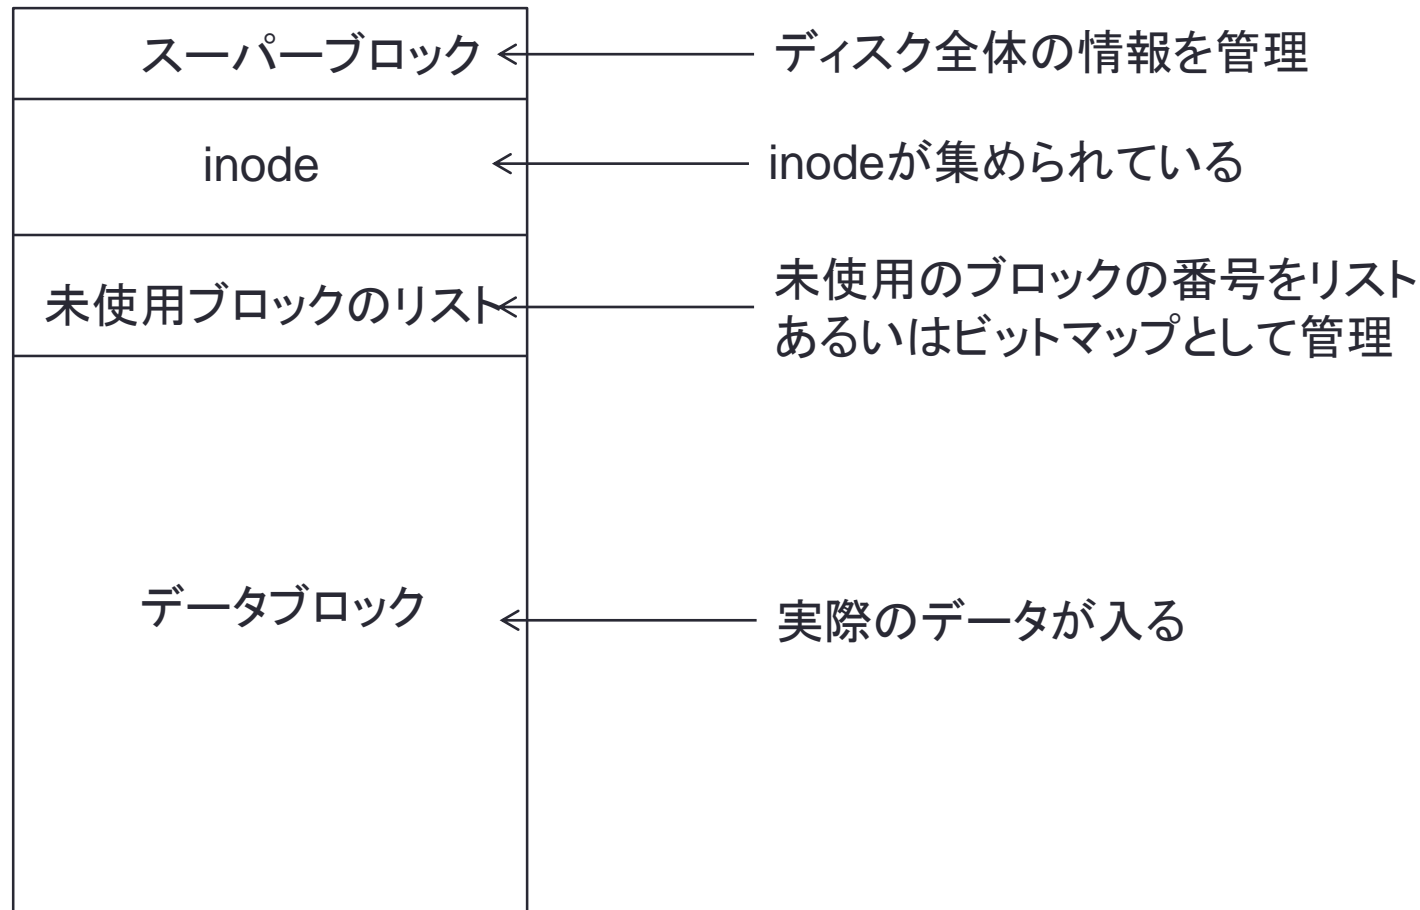 スーパーブロック
ディスク全体の情報を管理
inode
inodeが集められている
未使用ブロックのリスト
未使用のブロックの番号をリスト
あるいはビットマップとして管理
データブロック
実際のデータが入る